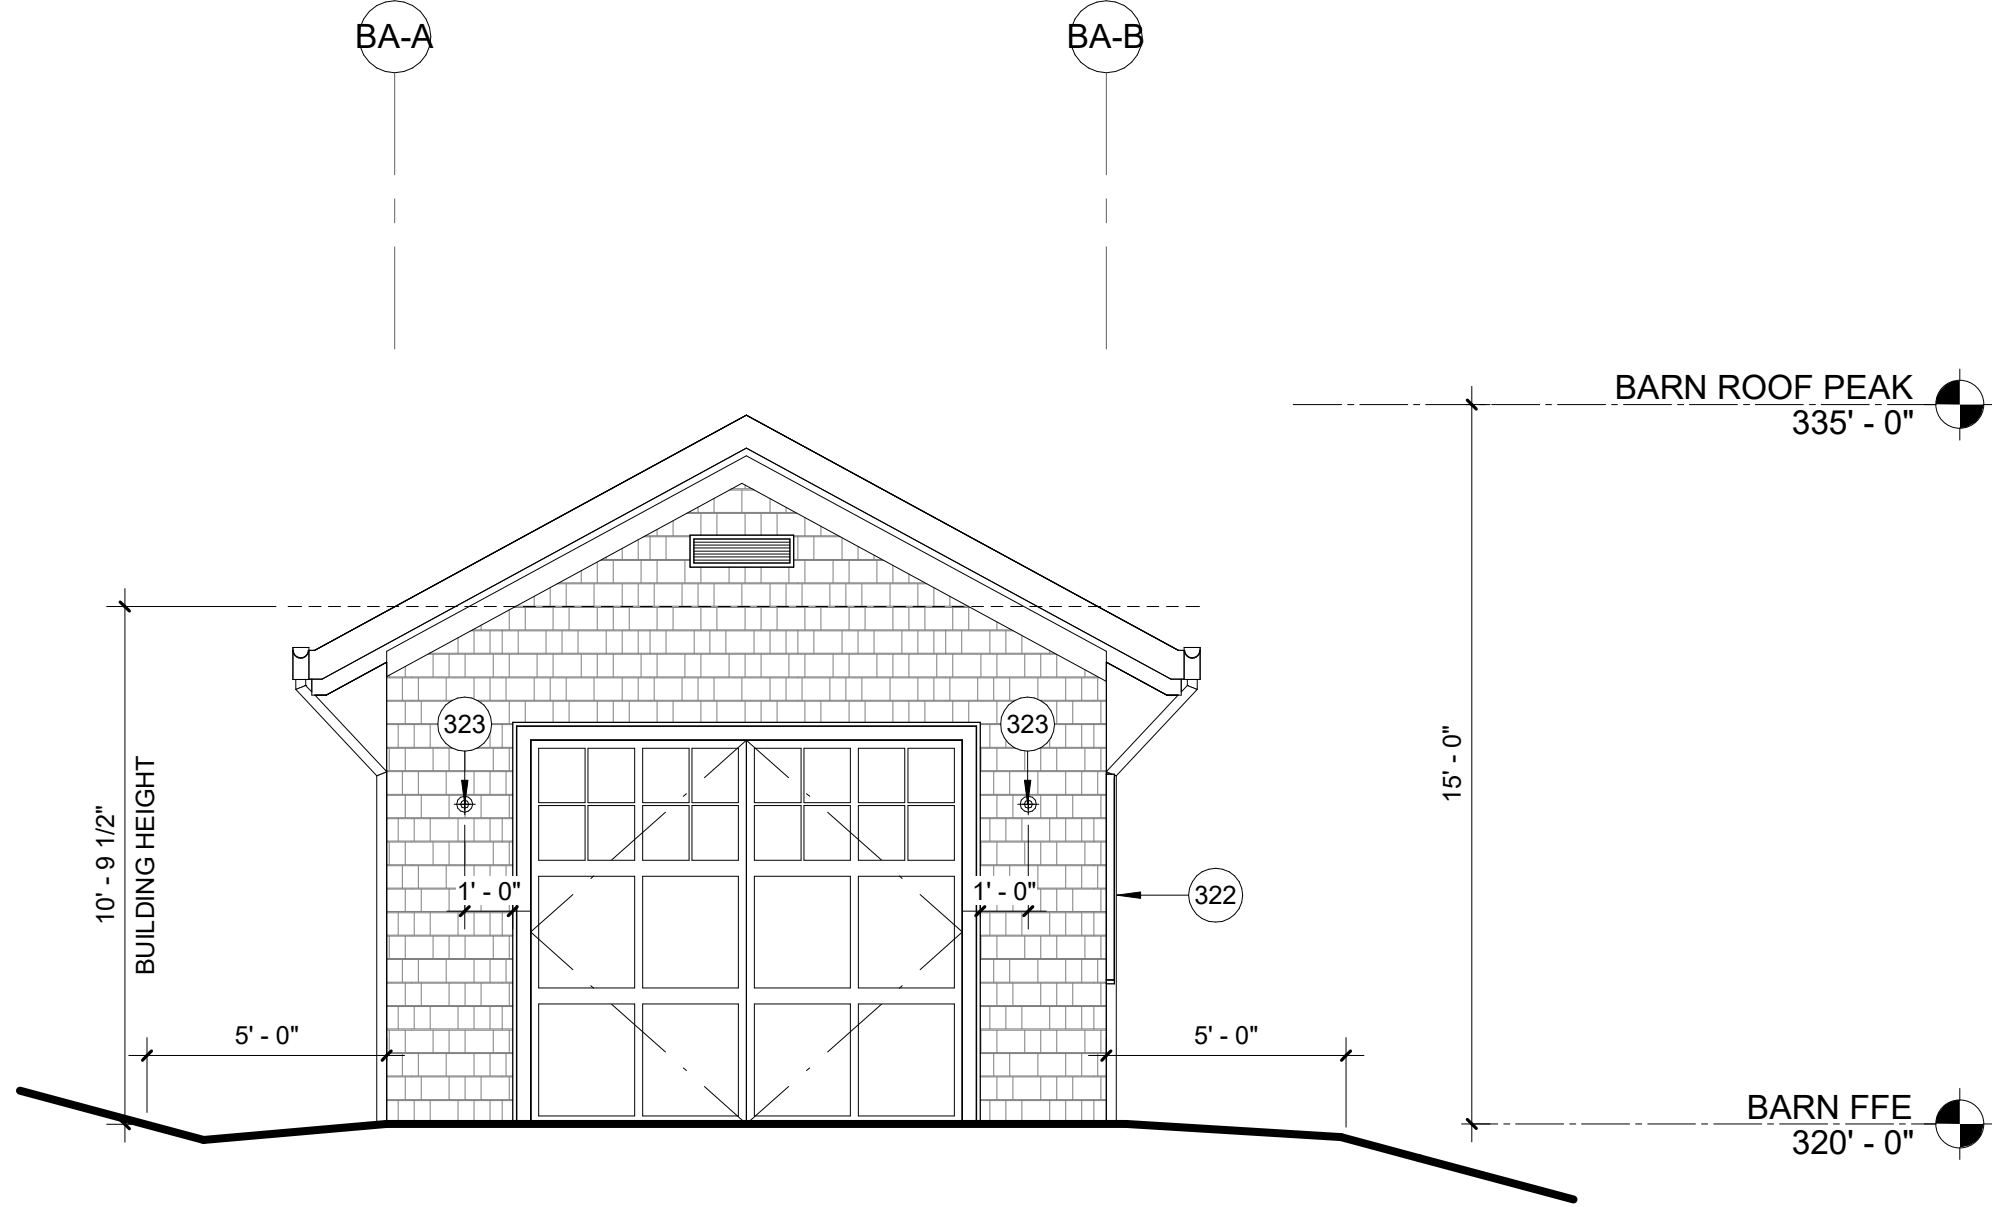 BA-A
BA-B
BARN ROOF PEAK
335' - 0"
323
323
15' - 0"
10' - 9 1/2"
BUILDING HEIGHT
1' - 0"
1' - 0"
322
5' - 0"
5' - 0"
BARN FFE
320' - 0"